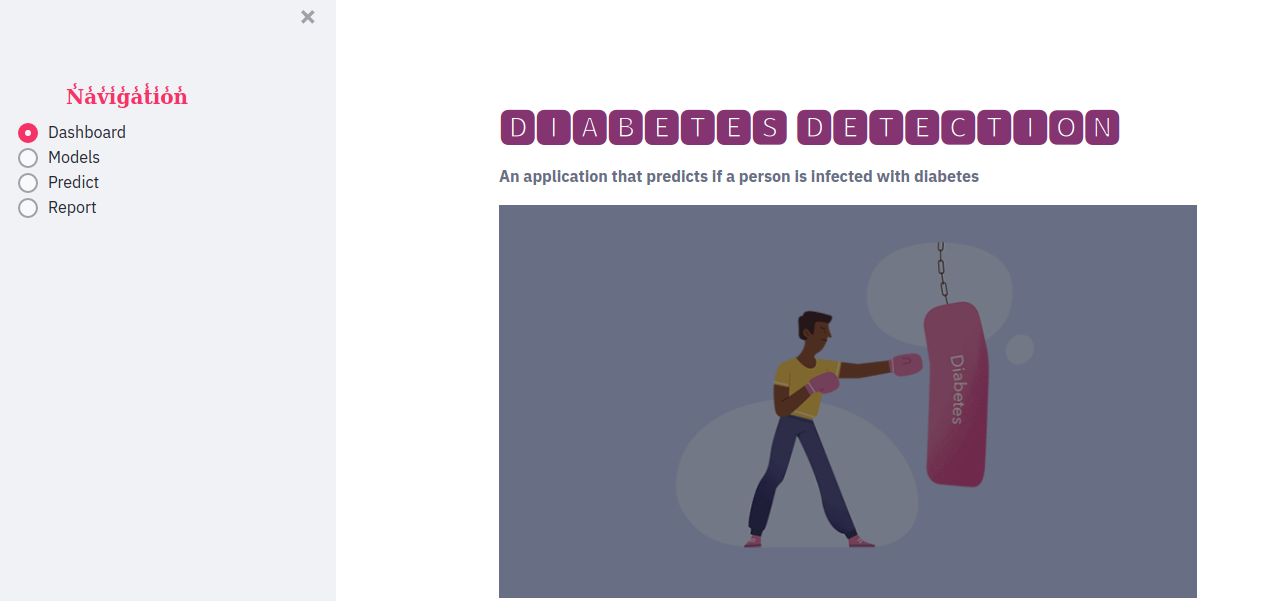 ×
Navigation
Dashboard
Models
Predict
Report
DIABETES DETECTION
An application that predicts if a person is infected with diabetes
Diabetes